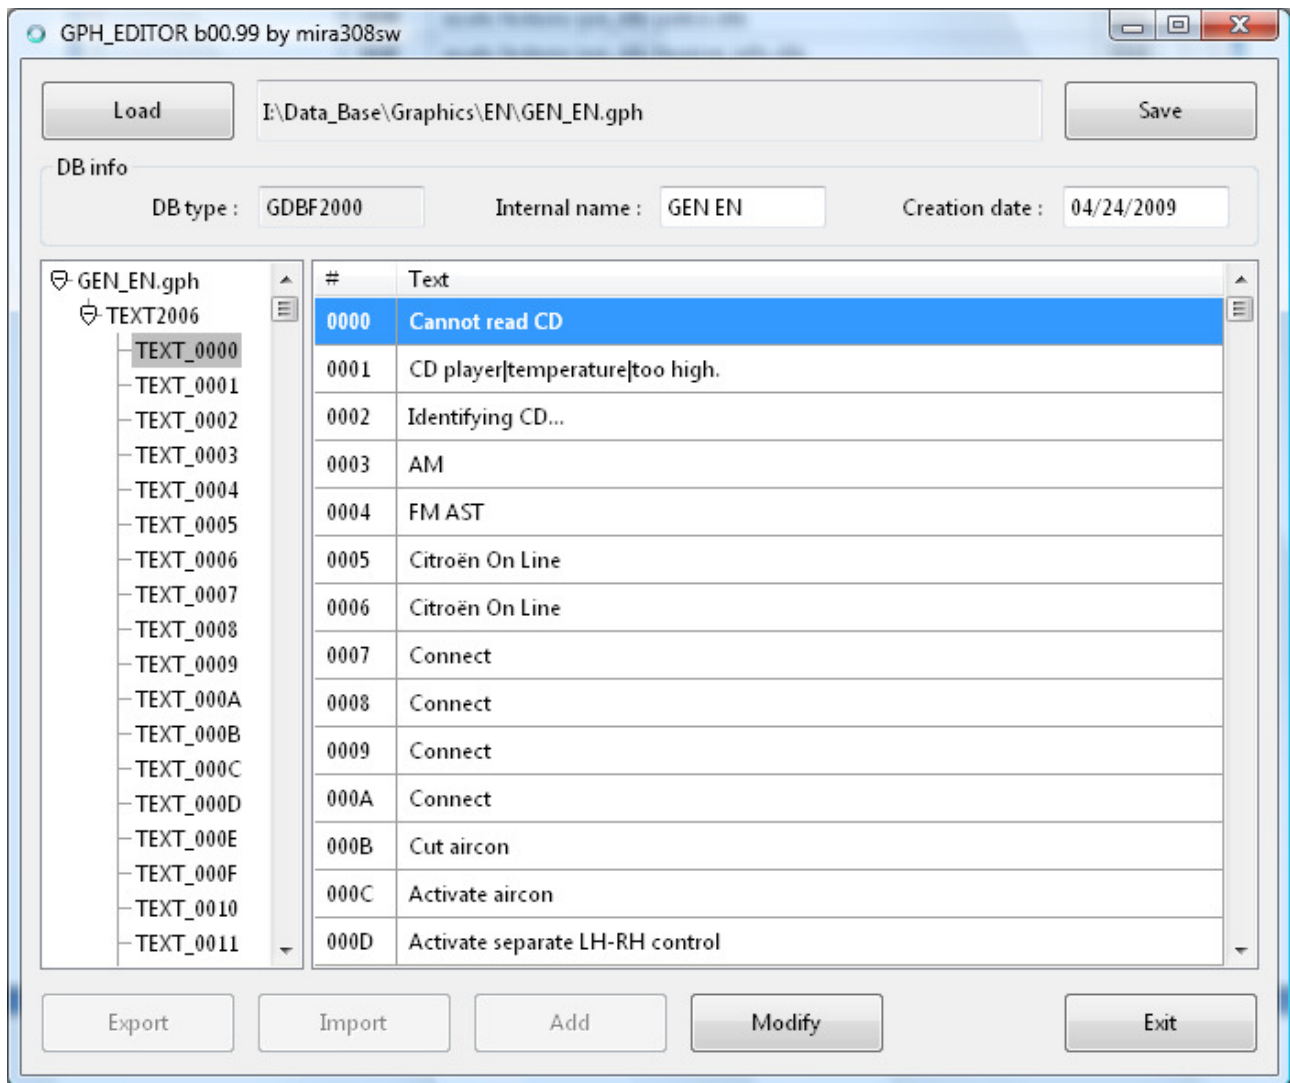 GPH_EDITOR b00.99 by mira308sw
Load
I:\Data_Base\Graphics\EN\GEN_EN.gph
Save
DB info
DB type : GDBF2000 Internal name : GEN EN Creation date : 04/24/2009
GEN_EN.gph
TEXT2006
TEXT_0000
TEXT_0001
TEXT_0002
TEXT_0003
TEXT_0004
TEXT_0005
TEXT_0006
TEXT_0007
TEXT_0008
TEXT_0009
TEXT_000A
TEXT_000B
TEXT_000C
TEXT_000D
TEXT_000E
TEXT_000F
TEXT_0010
TEXT_0011
# Text
0000 Cannot read CD
0001 CD player|temperature|too high.
0002 Identifying CD...
0003 AM
0004 FM AST
0005 Citroën On Line
0006 Citroën On Line
0007 Connect
0008 Connect
0009 Connect
000A Connect
000B Cut aircon
000C Activate aircon
000D Activate separate LH-RH control
Export Import Add Modify Exit